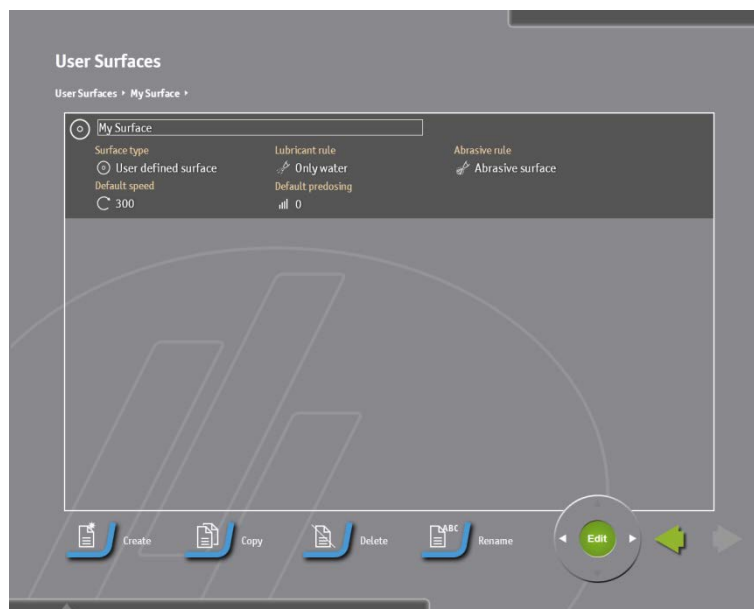 User Surfaces
User Surfaces ▸ My Surface ▸
My Surface
Surface type Lubricant rule Abrasive rule
User defined surface Only water Abrasive surface
Default speed Default predosing
300 0
Create Copy Delete ABC Rename Edit